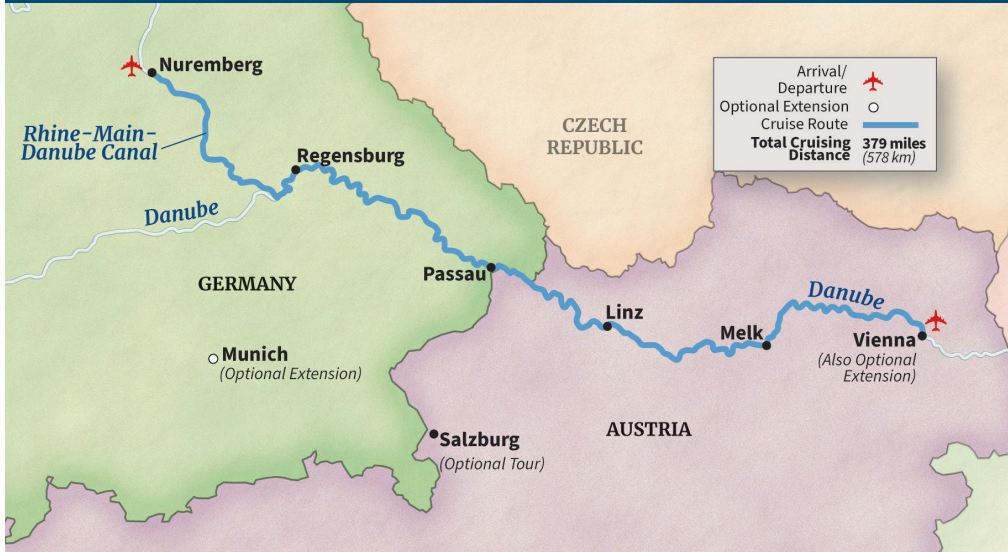 Nuremberg
Rhine-Main-
Danube Canal
Regensburg
Danube
GERMANY
Passau
Munich
(Optional Extension)
Salzburg
(Optional Tour)
CZECH
REPUBLIC
Arrival/
Departure
Optional Extension
Cruise Route
Total Cruising 379 miles
Distance (578 km)
Linz
Melk
Danube
Vienna
(Also Optional
Extension)
AUSTRIA